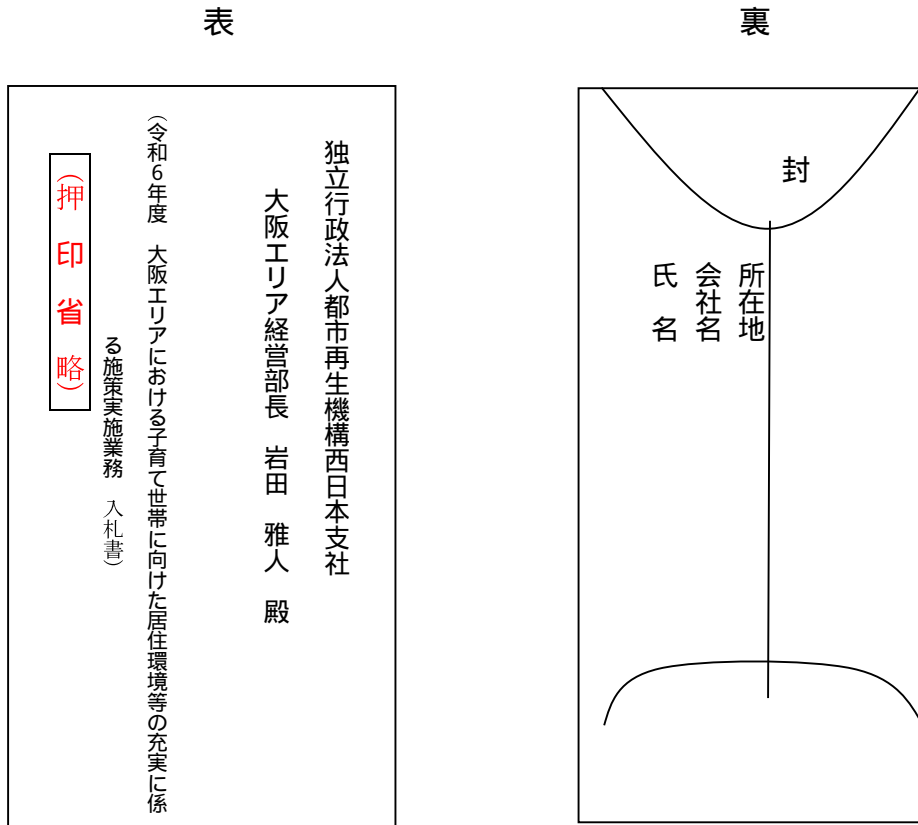 表
独立行政法人都市再生機構西日本支社
大阪エリア経営部長　岩田　雅人　殿
（令和６年度　大阪エリアにおける子育て世帯に向けた居住環境等の充実に係
る施策実施業務　入札書）
（押印省略）
裏
封
所在地
会社名
氏　名